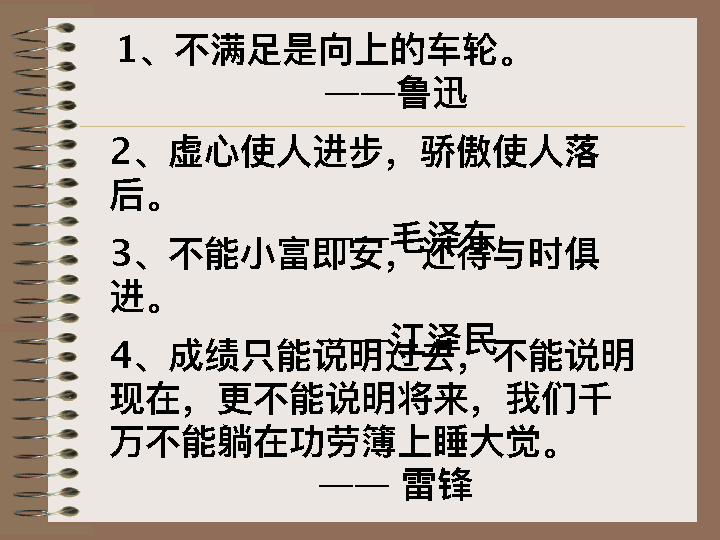 1、不满足是向上的车轮。
——鲁迅
2、虚心使人进步，骄傲使人落
后。
——毛泽东
3、不能小富即安，还得与时俱
进。
——江泽民
4、成绩只能说明过去，不能说明
现在，更不能说明将来，我们千
万不能躺在功劳簿上睡大觉。
—— 雷锋